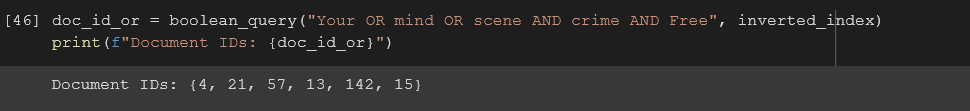 [46] doc_id_or = boolean_query("Your OR mind OR scene AND crime AND Free", inverted_index)
print(f"Document IDs: {doc_id_or}")
Document IDs: {4, 21, 57, 13, 142, 15}